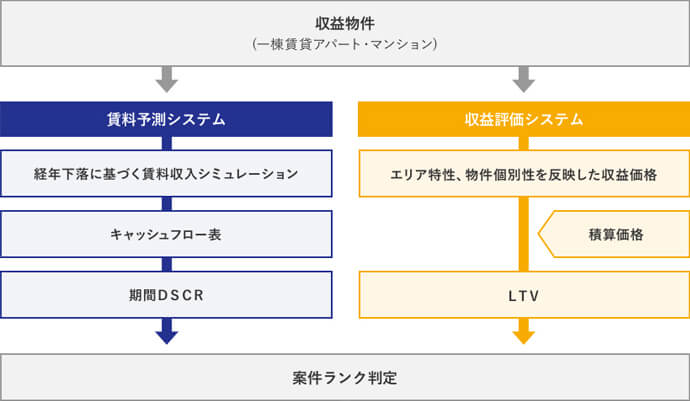 収益物件
(一棟賃貸アパート・マンション)
賃料予測システム
収益評価システム
経年下落に基づく賃料収入シミュレーション
エリア特性、物件個別性を反映した収益価格
キャッシュフロー表
積算価格
期間DSCR
LTV
案件ランク判定